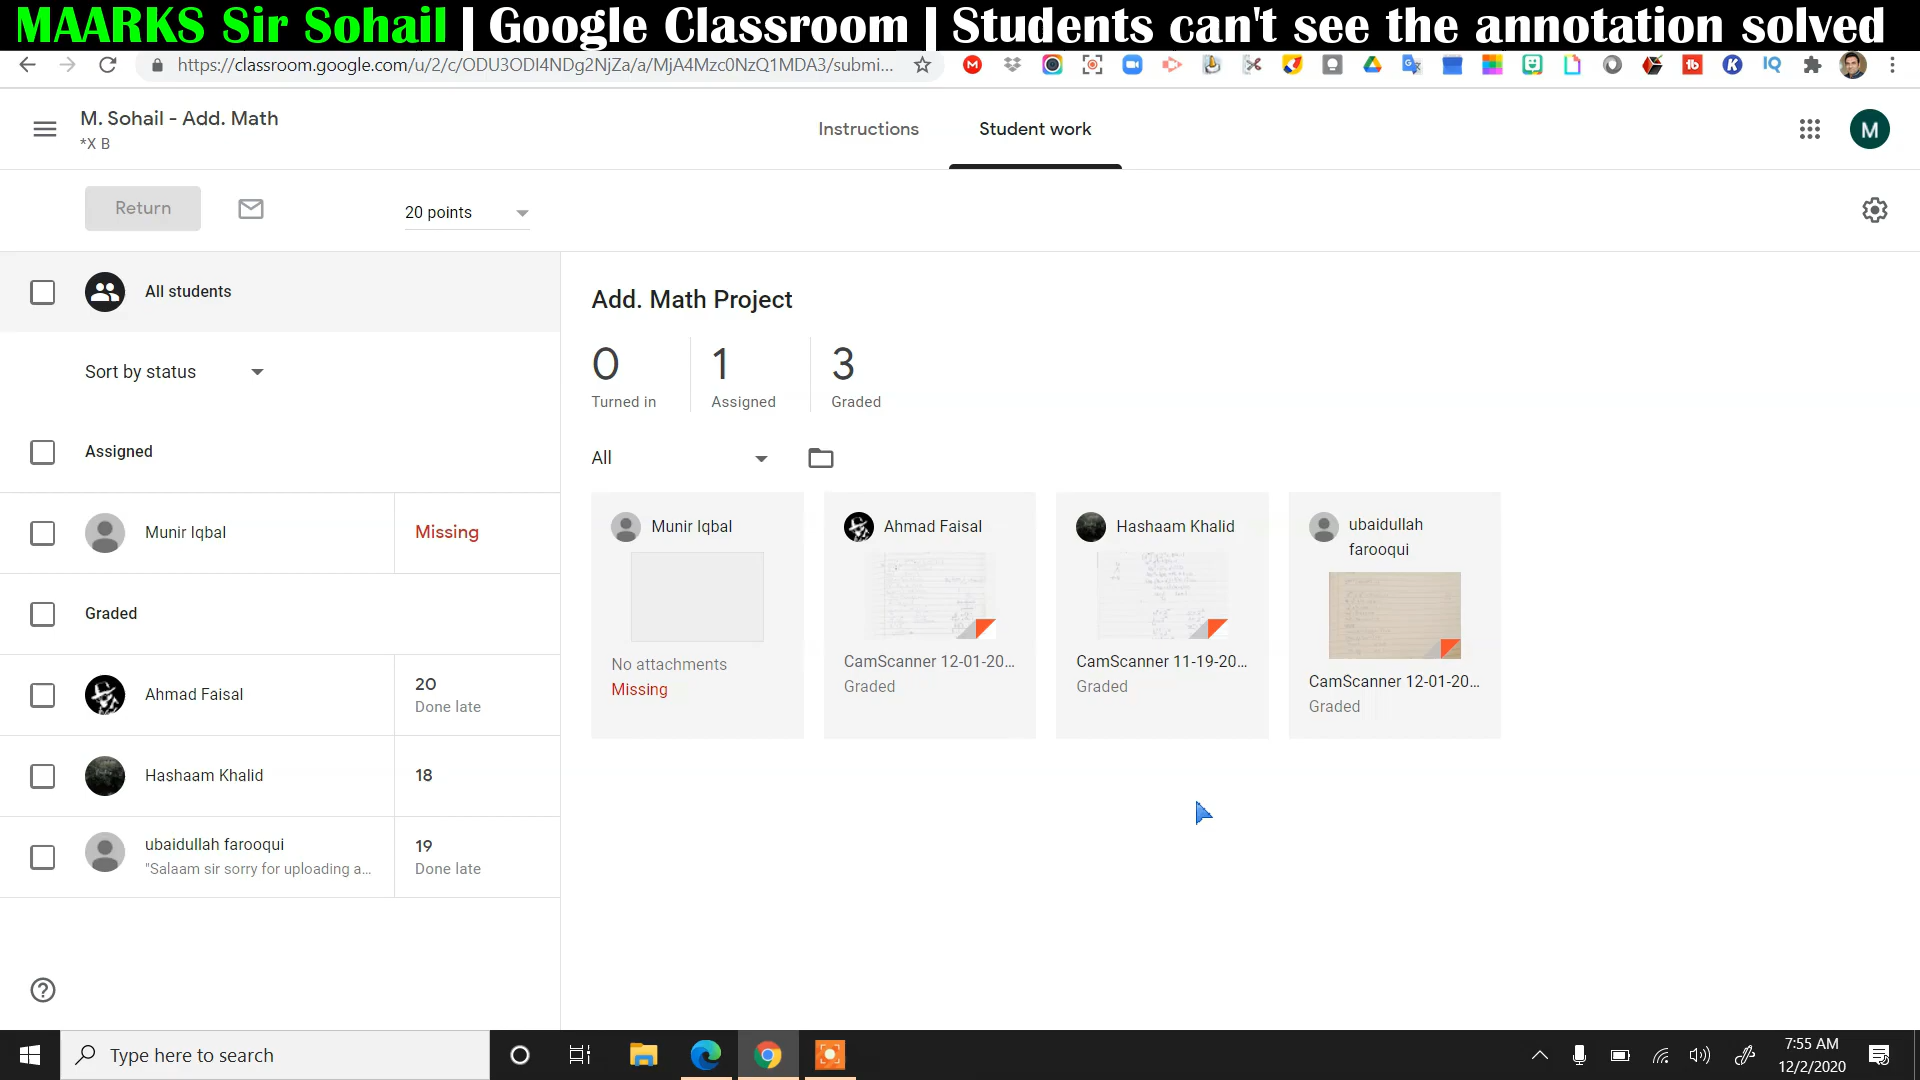 MAARKS Sir Sohail | Google Classroom | Students can't see the annotation solved
https://classroom.google.com/u/2/c/ODU3ODI4NDg2NjZa/a/MjA4Mzc0NzQ1MDA3/submi...
M. Sohail - Add. Math
*X B
Instructions
Student work
M
Return
20 points
All students
Sort by status
Assigned
Munir Iqbal
Missing
Graded
Ahmad Faisal
20
Done late
Hashaam Khalid
18
ubaidullah farooqui
"Salaam sir sorry for uploading a...
19
Done late
Add. Math Project
0
Turned in
1
Assigned
3
Graded
All
Munir Iqbal
No attachments
Missing
Ahmad Faisal
CamScanner 12-01-20...
Graded
Hashaam Khalid
CamScanner 11-19-20...
Graded
ubaidullah
farooqui
CamScanner 12-01-20...
Graded
Type here to search
7:55 AM
12/2/2020